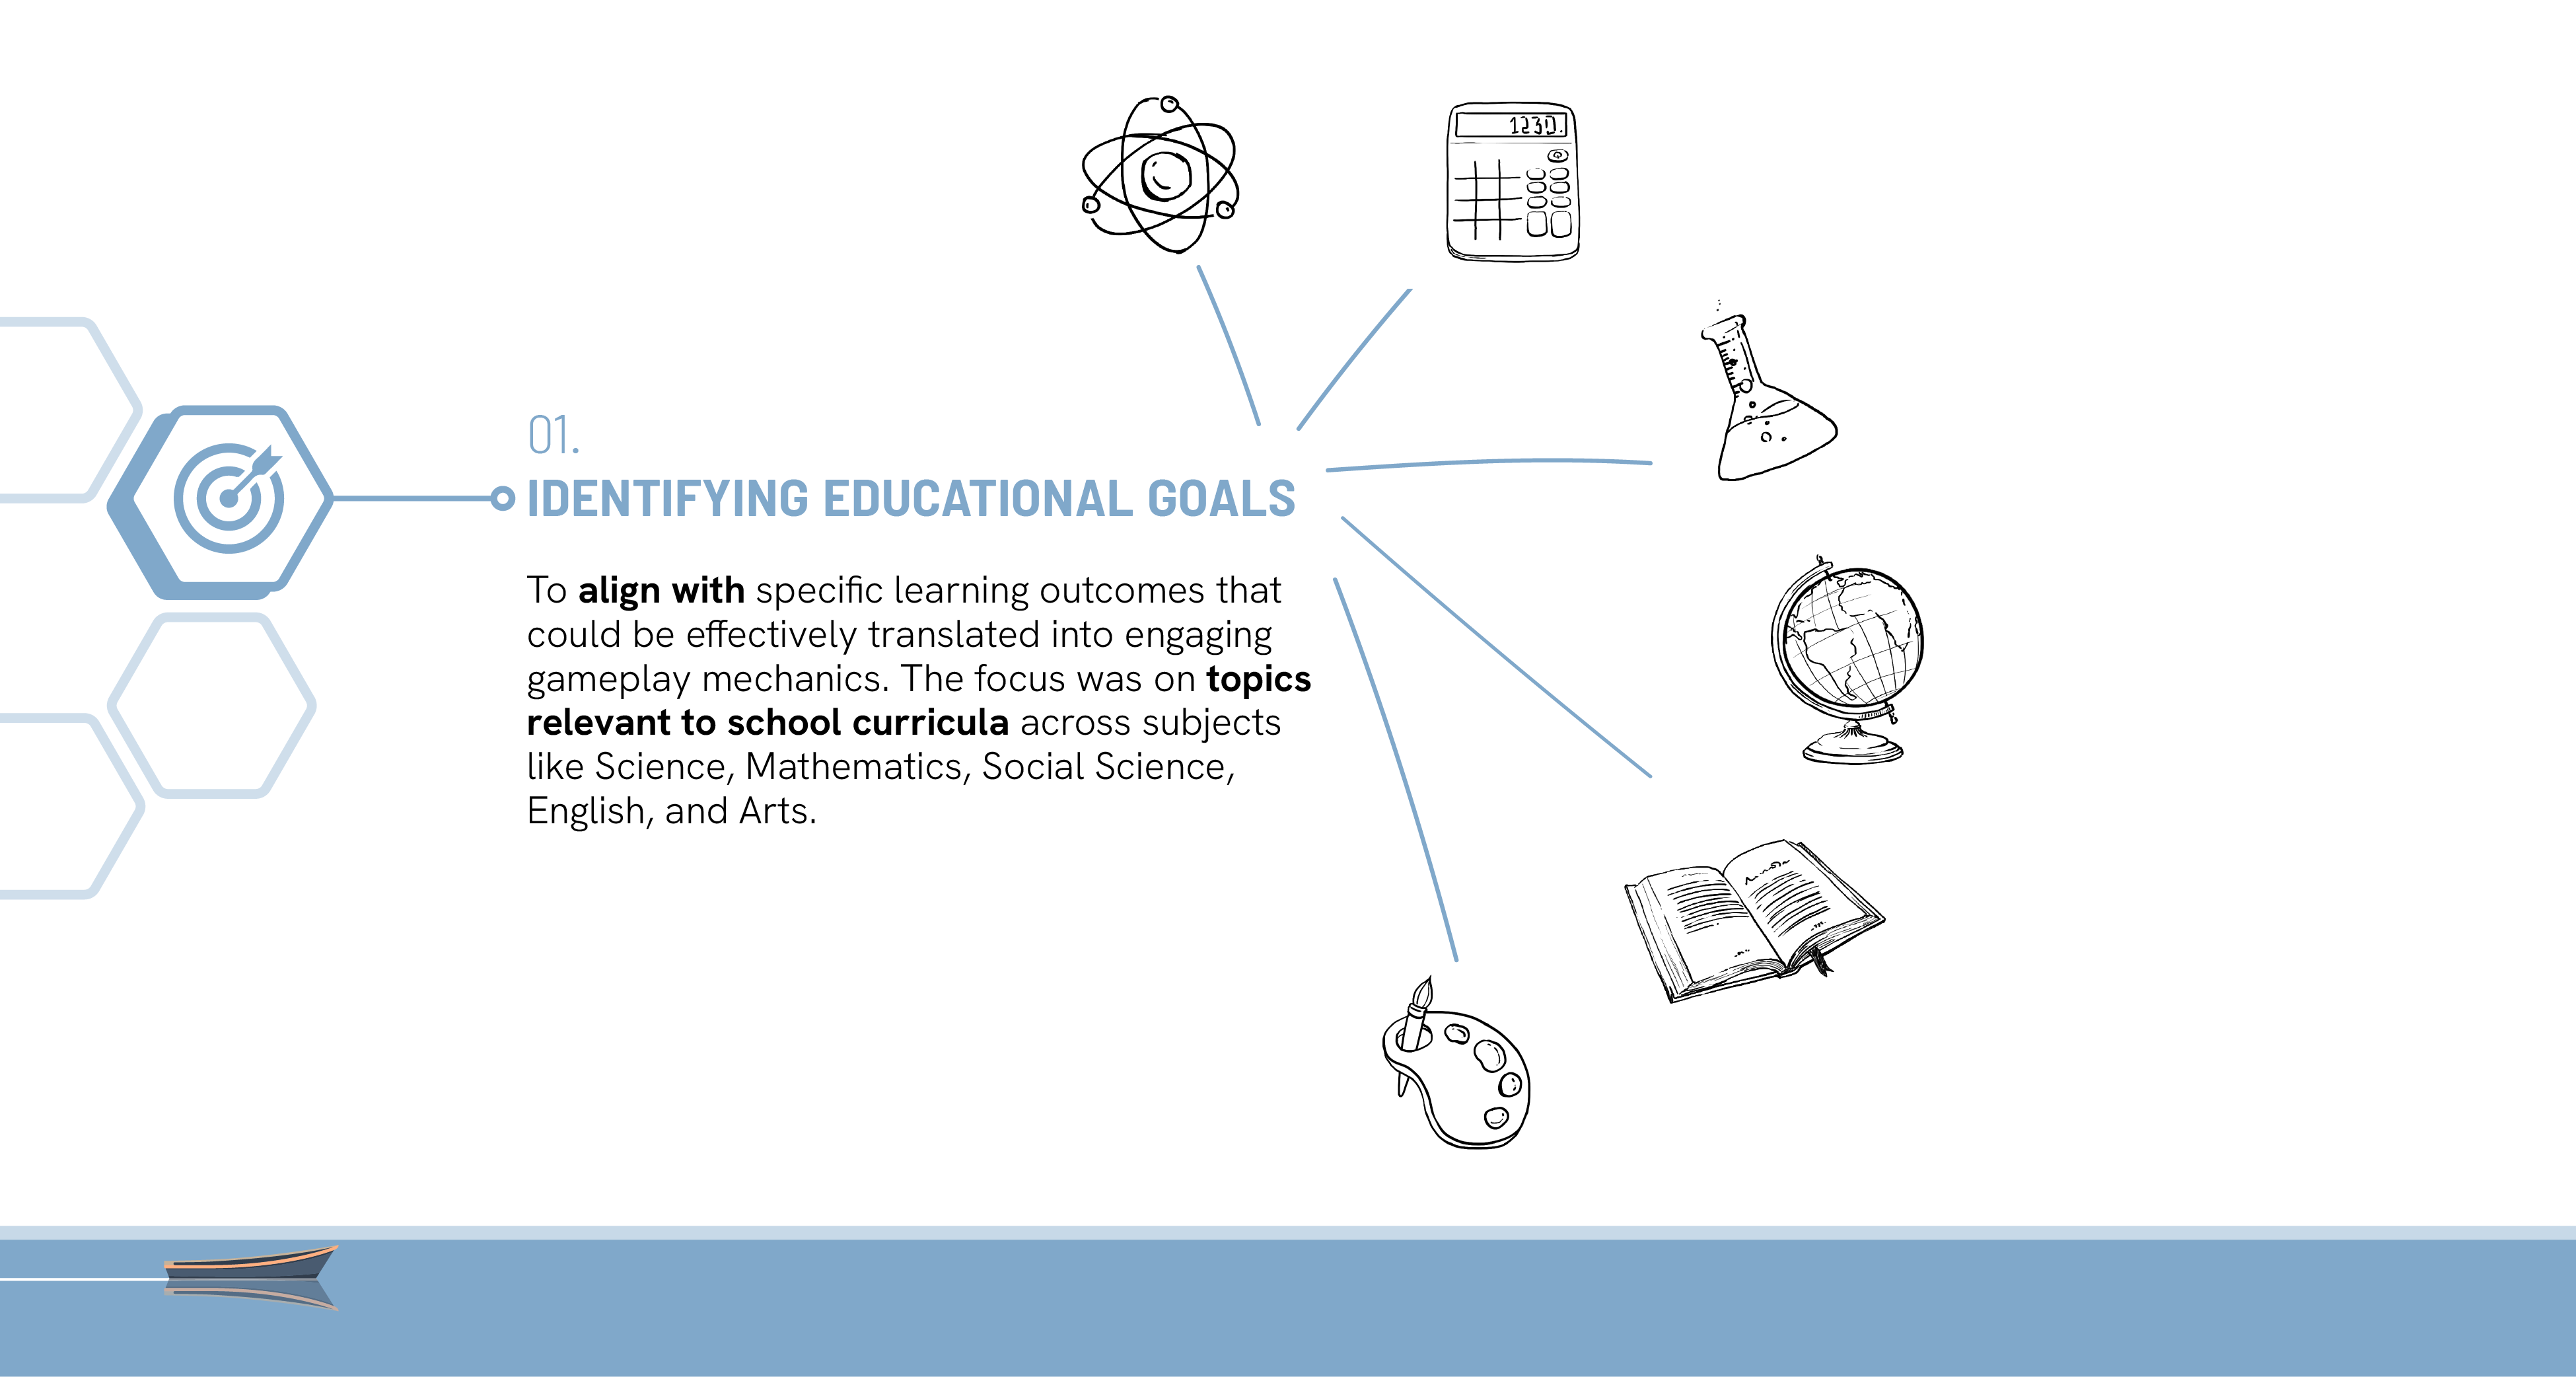 1230.
01.
IDENTIFYING EDUCATIONAL GOALS
To align with specific learning outcomes that
could be effectively translated into engaging
gameplay mechanics. The focus was on topics
relevant to school curricula across subjects
like Science, Mathematics, Social Science,
English, and Arts.